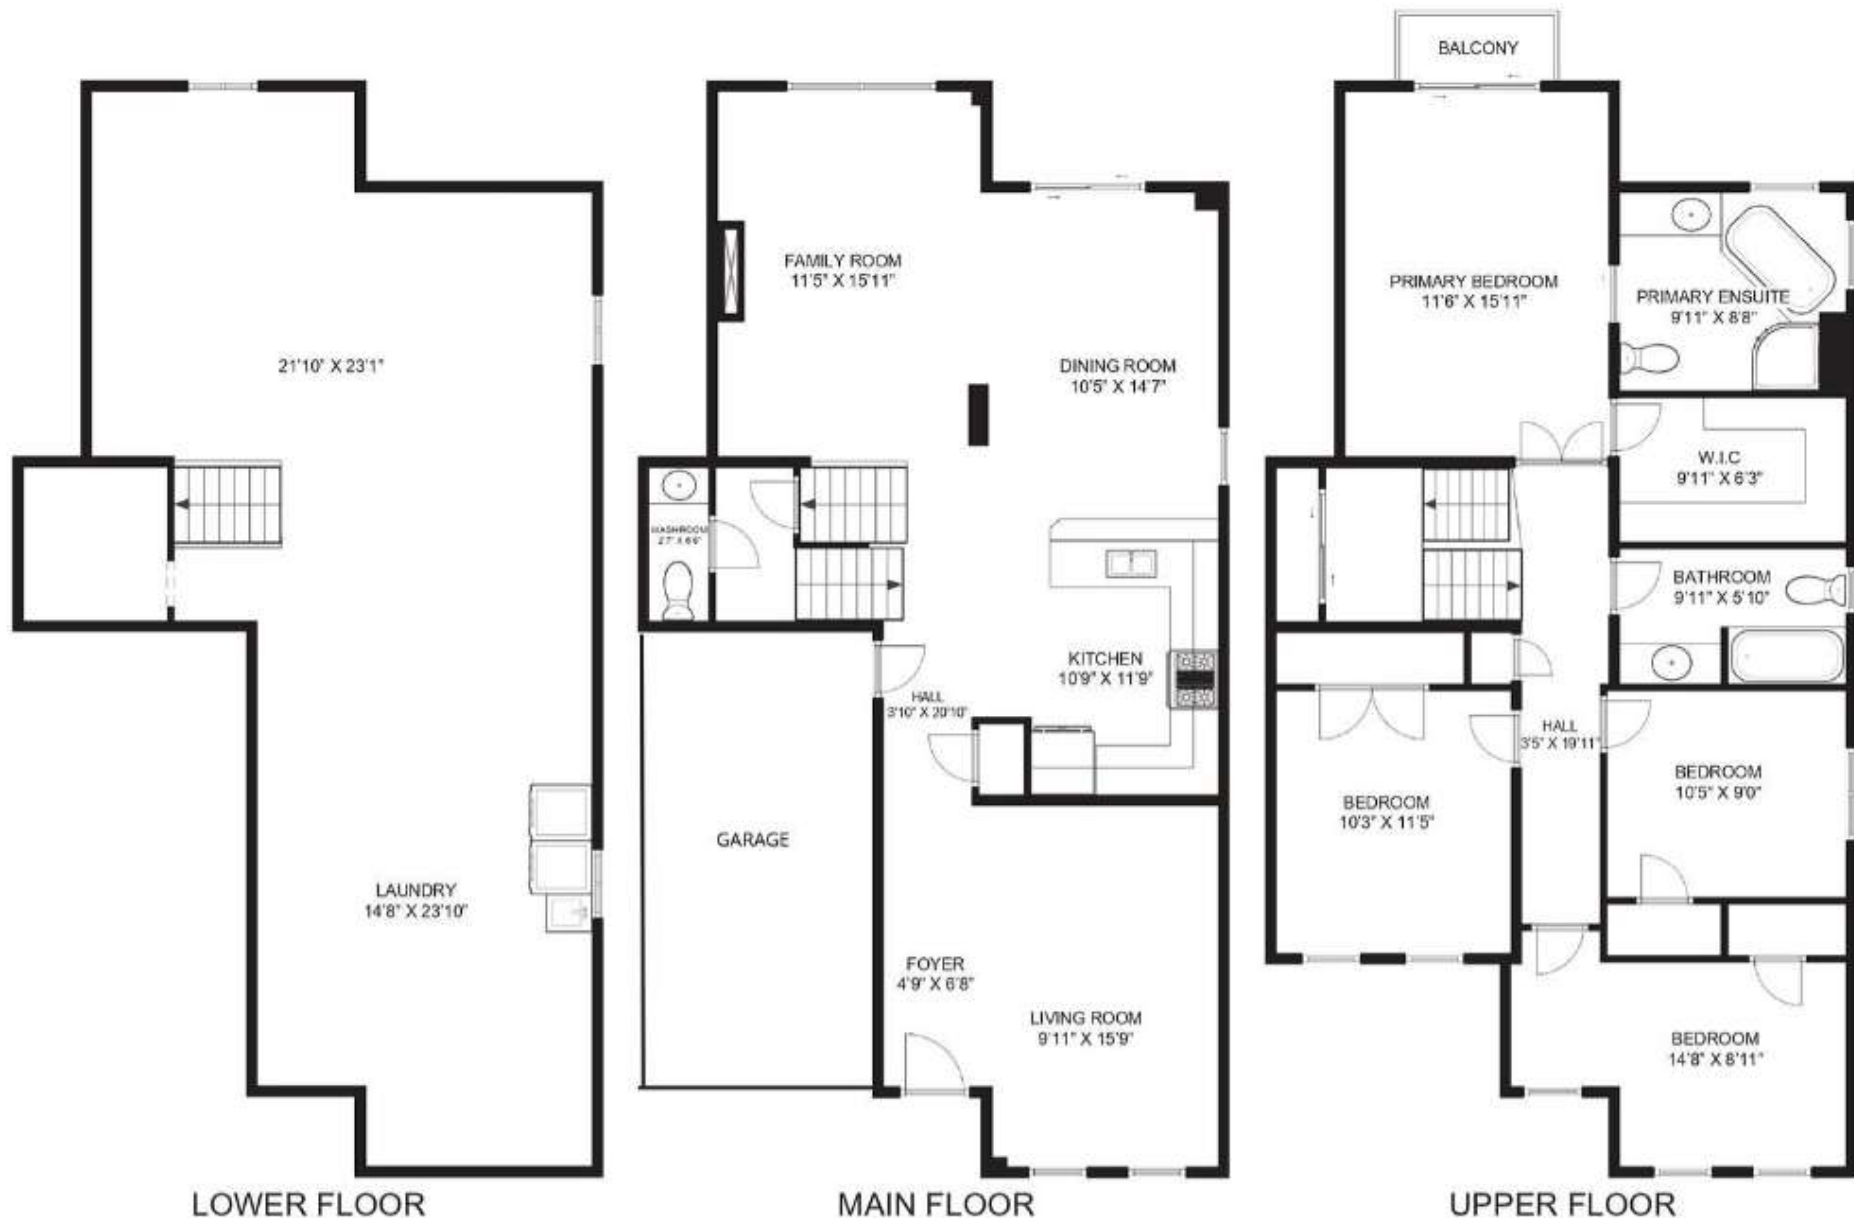 21'10" X 23'1"
LAUNDRY
14'8" X 23'10"
LOWER FLOOR
FAMILY ROOM
11'5" X 15'11"
DINING ROOM
10'5" X 14'7"
WASHROOM
KITCHEN
10'9" X 11'9"
HALL
3'10" X 20'10"
GARAGE
FOYER
4'9" X 6'8"
LIVING ROOM
9'11" X 15'9"
MAIN FLOOR
BALCONY
PRIMARY BEDROOM
11'6" X 15'11"
PRIMARY ENSUITE
9'11" X 8'8"
W.I.C
9'11" X 6'3"
BATHROOM
9'11" X 5'10"
HALL
3'5" X 19'11"
BEDROOM
10'5" X 9'0"
BEDROOM
10'3" X 11'5"
BEDROOM
14'8" X 8'11"
UPPER FLOOR